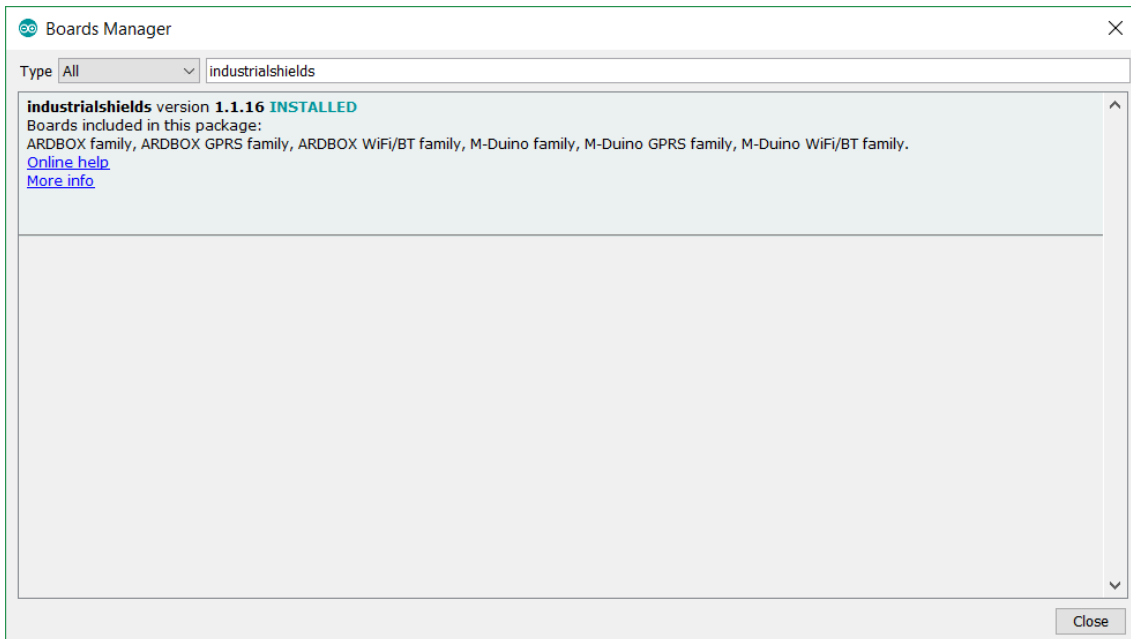 Boards Manager
Type All industrialshields
industrialshields version 1.1.16 INSTALLED
Boards included in this package:
ARDBOX family, ARDBOX GPRS family, ARDBOX WiFi/BT family, M-Duino family, M-Duino GPRS family, M-Duino WiFi/BT family.
Online help
More info
Close